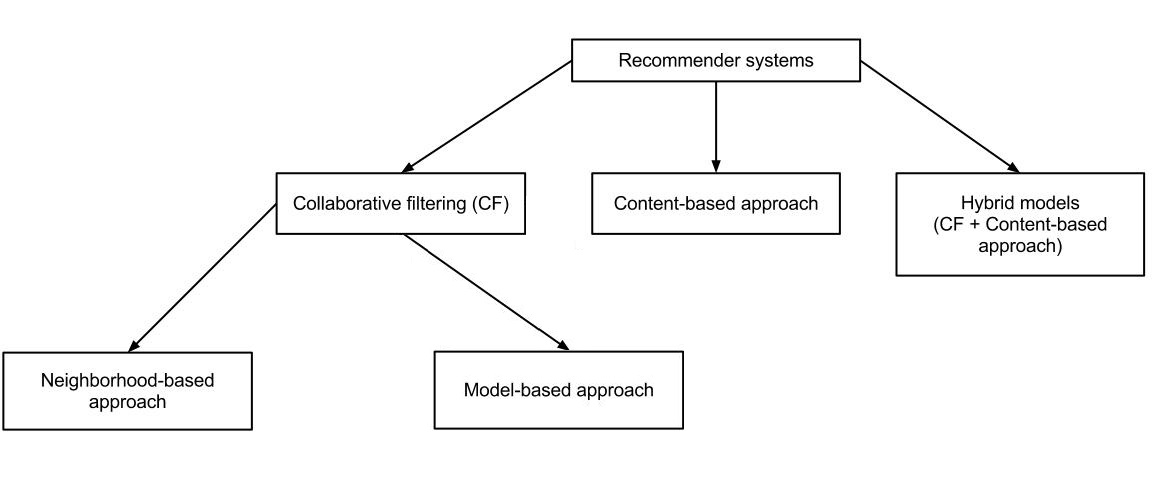 Recommender systems
Collaborative filtering (CF)
Content-based approach
Hybrid models
(CF + Content-based
approach)
Neighborhood-based
approach
Model-based approach